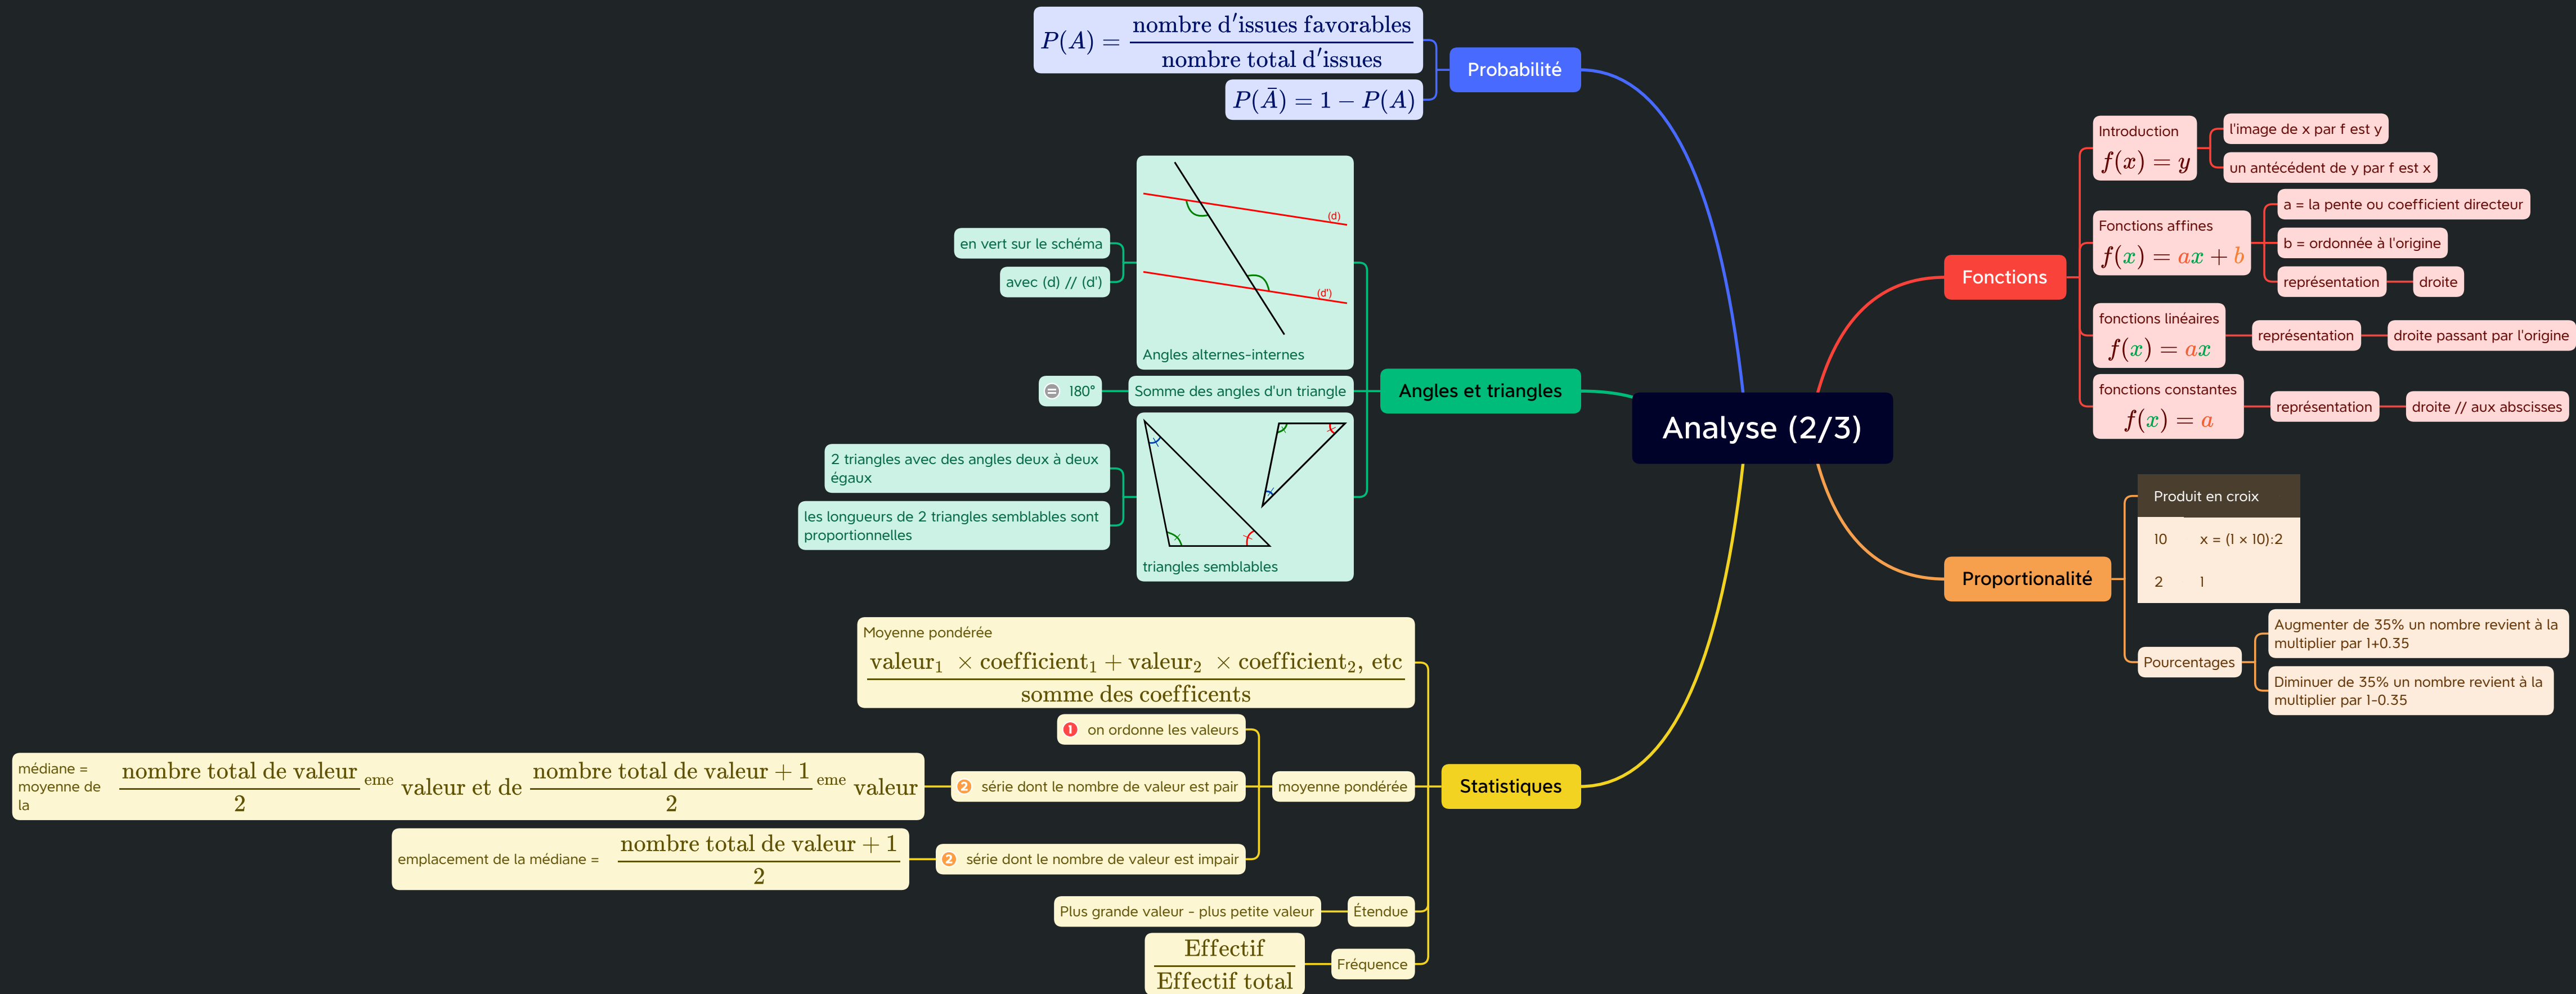 Analyse (2/3)
Probabilité
P(A) = nombre d'issues favorables / nombre total d'issues
P(Ā) = 1 − P(A)
Angles et triangles
(d)
(d')
Angles alternes-internes
en vert sur le schéma
avec (d) // (d')
Somme des angles d'un triangle
= 180°
triangles semblables
2 triangles avec des angles deux à deux
égaux
les longueurs de 2 triangles semblables sont
proportionnelles
Statistiques
Moyenne pondérée
valeur₁ × coefficient₁ + valeur₂ × coefficient₂, etc / somme des coefficents
moyenne pondérée
1 on ordonne les valeurs
2 série dont le nombre de valeur est pair
médiane =
moyenne de
la
nombre total de valeur / 2 eme valeur et de nombre total de valeur + 1 / 2 eme valeur
2 série dont le nombre de valeur est impair
emplacement de la médiane = nombre total de valeur + 1 / 2
Étendue
Plus grande valeur - plus petite valeur
Fréquence
Effectif / Effectif total
Fonctions
Introduction
f(x) = y
l'image de x par f est y
un antécédent de y par f est x
Fonctions affines
f(x) = ax + b
a = la pente ou coefficient directeur
b = ordonnée à l'origine
représentation
droite
fonctions linéaires
f(x) = ax
représentation
droite passant par l'origine
fonctions constantes
f(x) = a
représentation
droite // aux abscisses
Proportionalité
Produit en croix
10 x = (1 × 10):2
2 1
Pourcentages
Augmenter de 35% un nombre revient à la
multiplier par 1+0.35
Diminuer de 35% un nombre revient à la
multiplier par 1-0.35